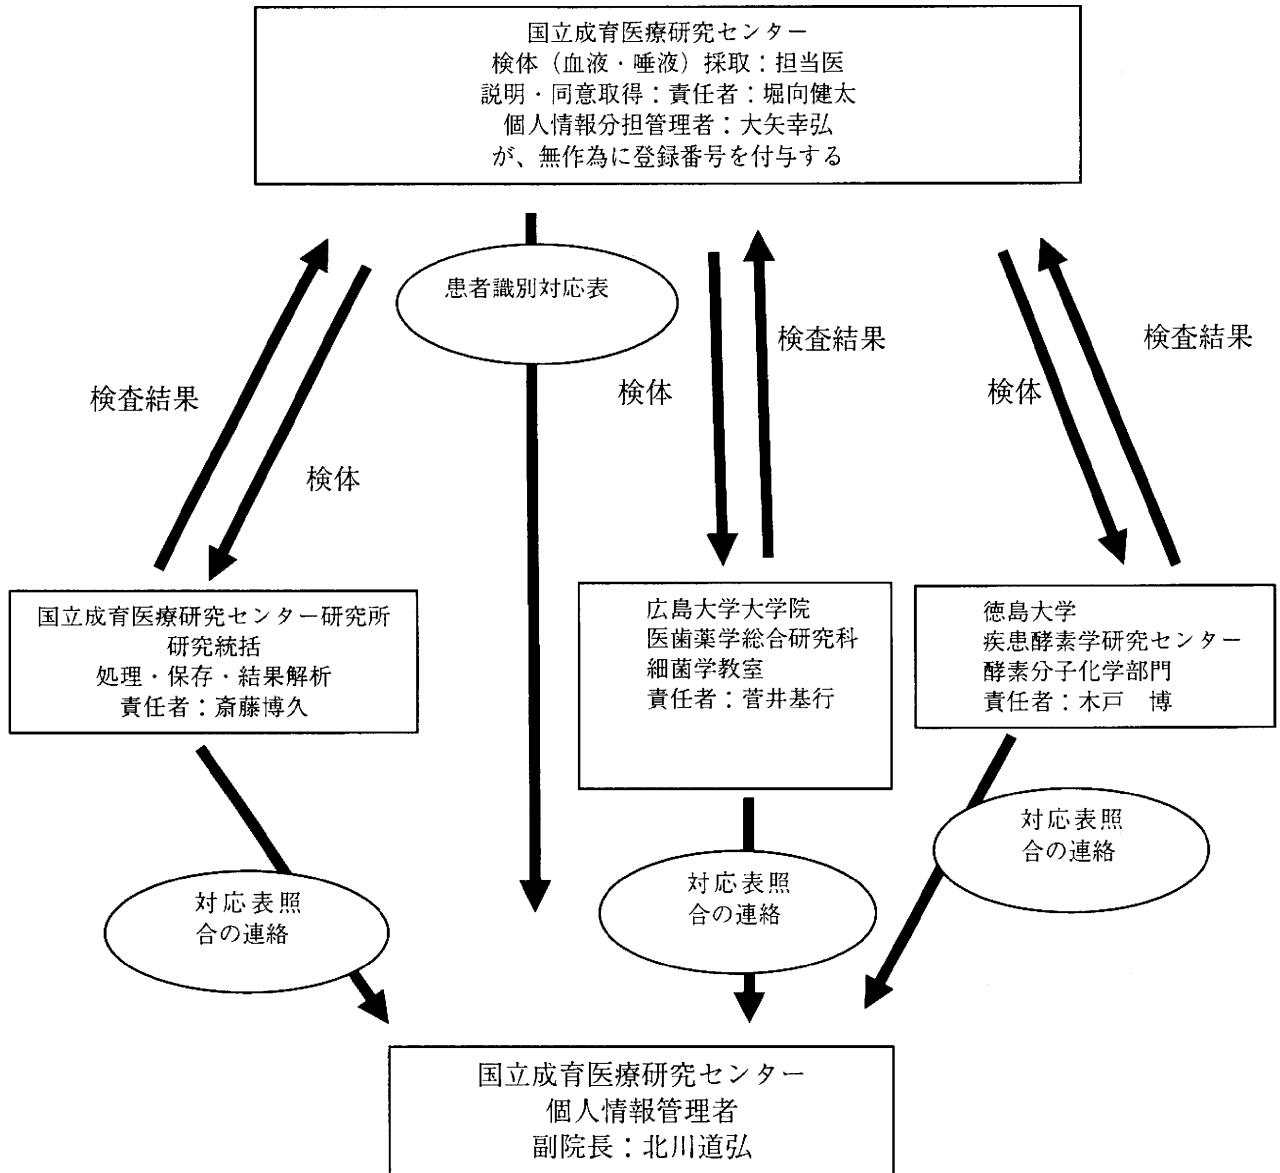 国立成育医療研究センター
検体（血液・唾液）採取：担当医
説明・同意取得：責任者：堀向健太
個人情報分担管理者：大矢幸弘
が、無作為に登録番号を付与する
患者識別対応表
検査結果
検体
検体
検査結果
検体
検査結果
国立成育医療研究センター研究所
研究統括
処理・保存・結果解析
責任者：斎藤博久
広島大学大学院
医歯薬学総合研究科
細菌学教室
責任者：菅井基行
徳島大学
疾患酵素学研究センター
酵素分子化学部門
責任者：木戸　博
対応表照
合の連絡
対応表照
合の連絡
対応表照
合の連絡
国立成育医療研究センター
個人情報管理者
副院長：北川道弘